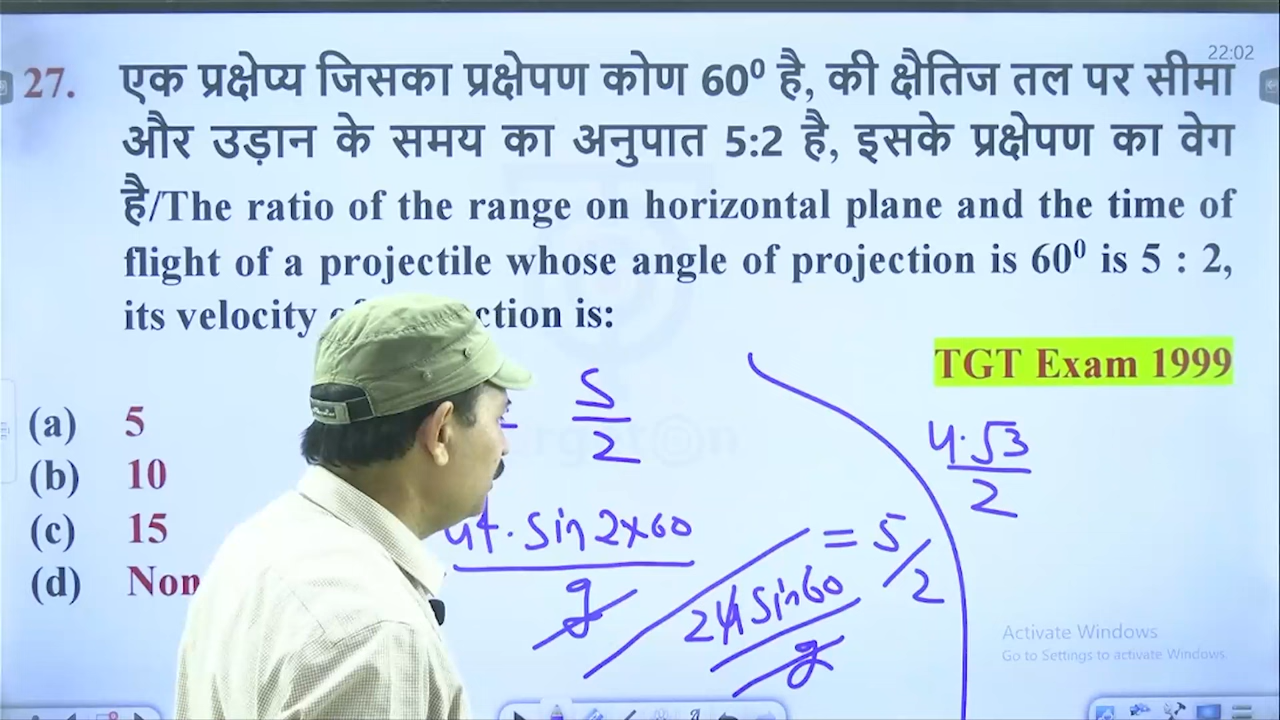 22:02
27. एक प्रक्षेप्य जिसका प्रक्षेपण कोण 60⁰ है, की क्षैतिज तल पर सीमा
और उड़ान के समय का अनुपात 5:2 है, इसके प्रक्षेपण का वेग
है/The ratio of the range on horizontal plane and the time of
flight of a projectile whose angle of projection is 60⁰ is 5 : 2,
its velocity ction is:
TGT Exam 1999
(a) 5
(b) 10
(c) 15
(d) Non
5/2
sin 2×60 / g / 2u sin 60 / g = 5/2
u·√3/2
Activate Windows
Go to Settings to activate Windows.